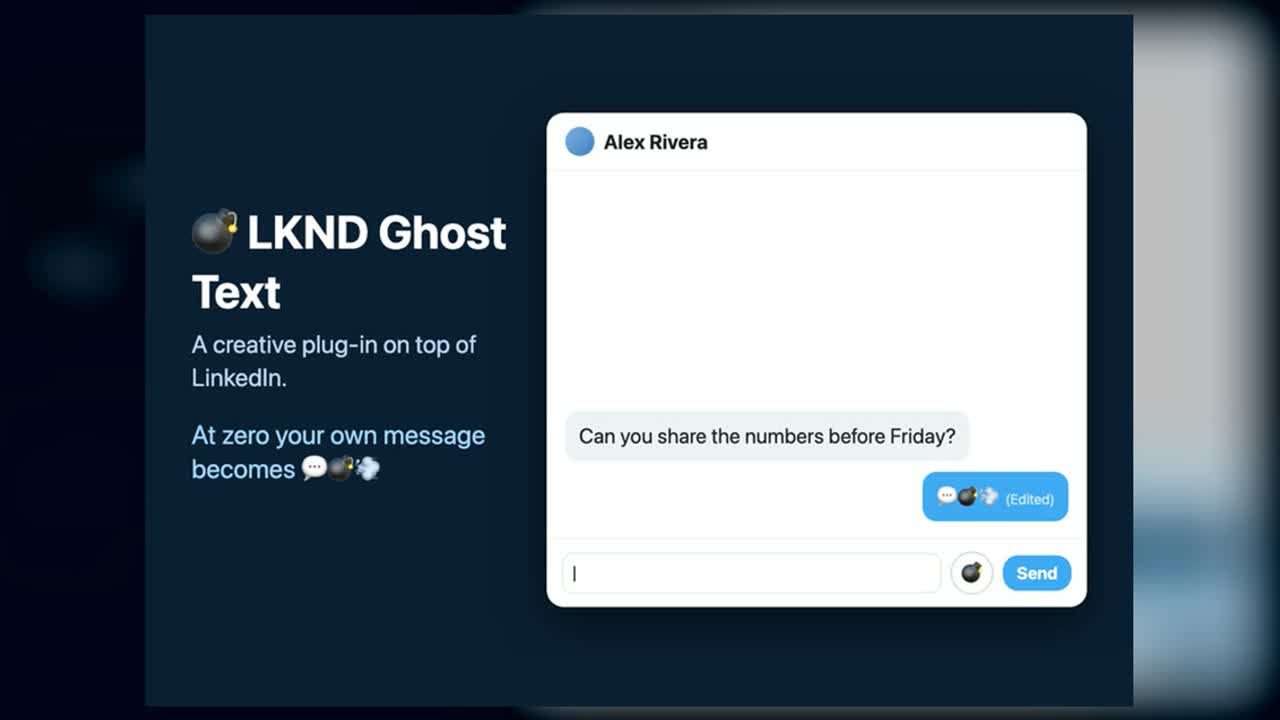 💣 LKND Ghost
Text
A creative plug-in on top of
LinkedIn.
At zero your own message
becomes 💬💣💨
Alex Rivera
Can you share the numbers before Friday?
💬💣💨 (Edited)
Send